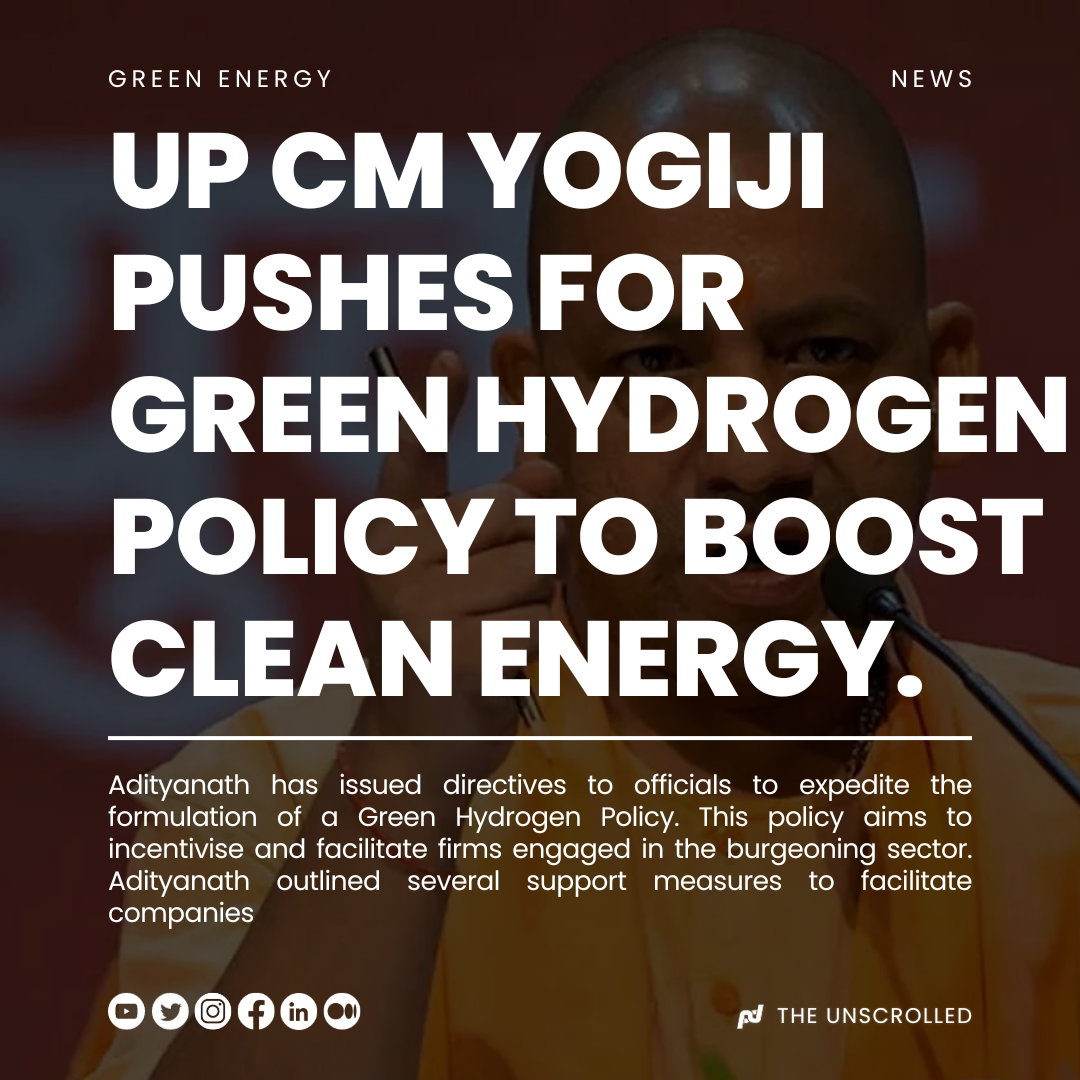 GREEN ENERGY
NEWS
UP CM YOGIJI
PUSHES FOR
GREEN HYDROGEN
POLICY TO BOOST
CLEAN ENERGY.
Adityanath has issued directives to officials to expedite the
formulation of a Green Hydrogen Policy. This policy aims to
incentivise and facilitate firms engaged in the burgeoning sector.
Adityanath outlined several support measures to facilitate
companies
THE UNSCROLLED